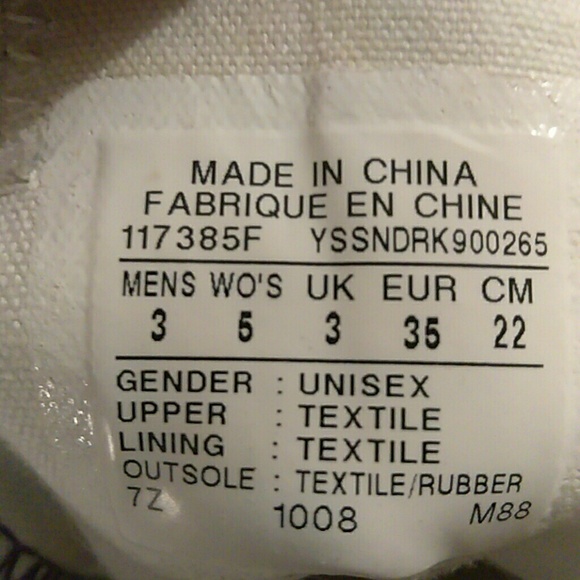 MADE IN CHINA
FABRIQUE EN CHINE
117385F YSSNDRK900265
MENS WO'S UK EUR CM
3 5 3 35 22
GENDER : UNISEX
UPPER : TEXTILE
LINING : TEXTILE
OUTSOLE : TEXTILE/RUBBER
7Z 1008 M88